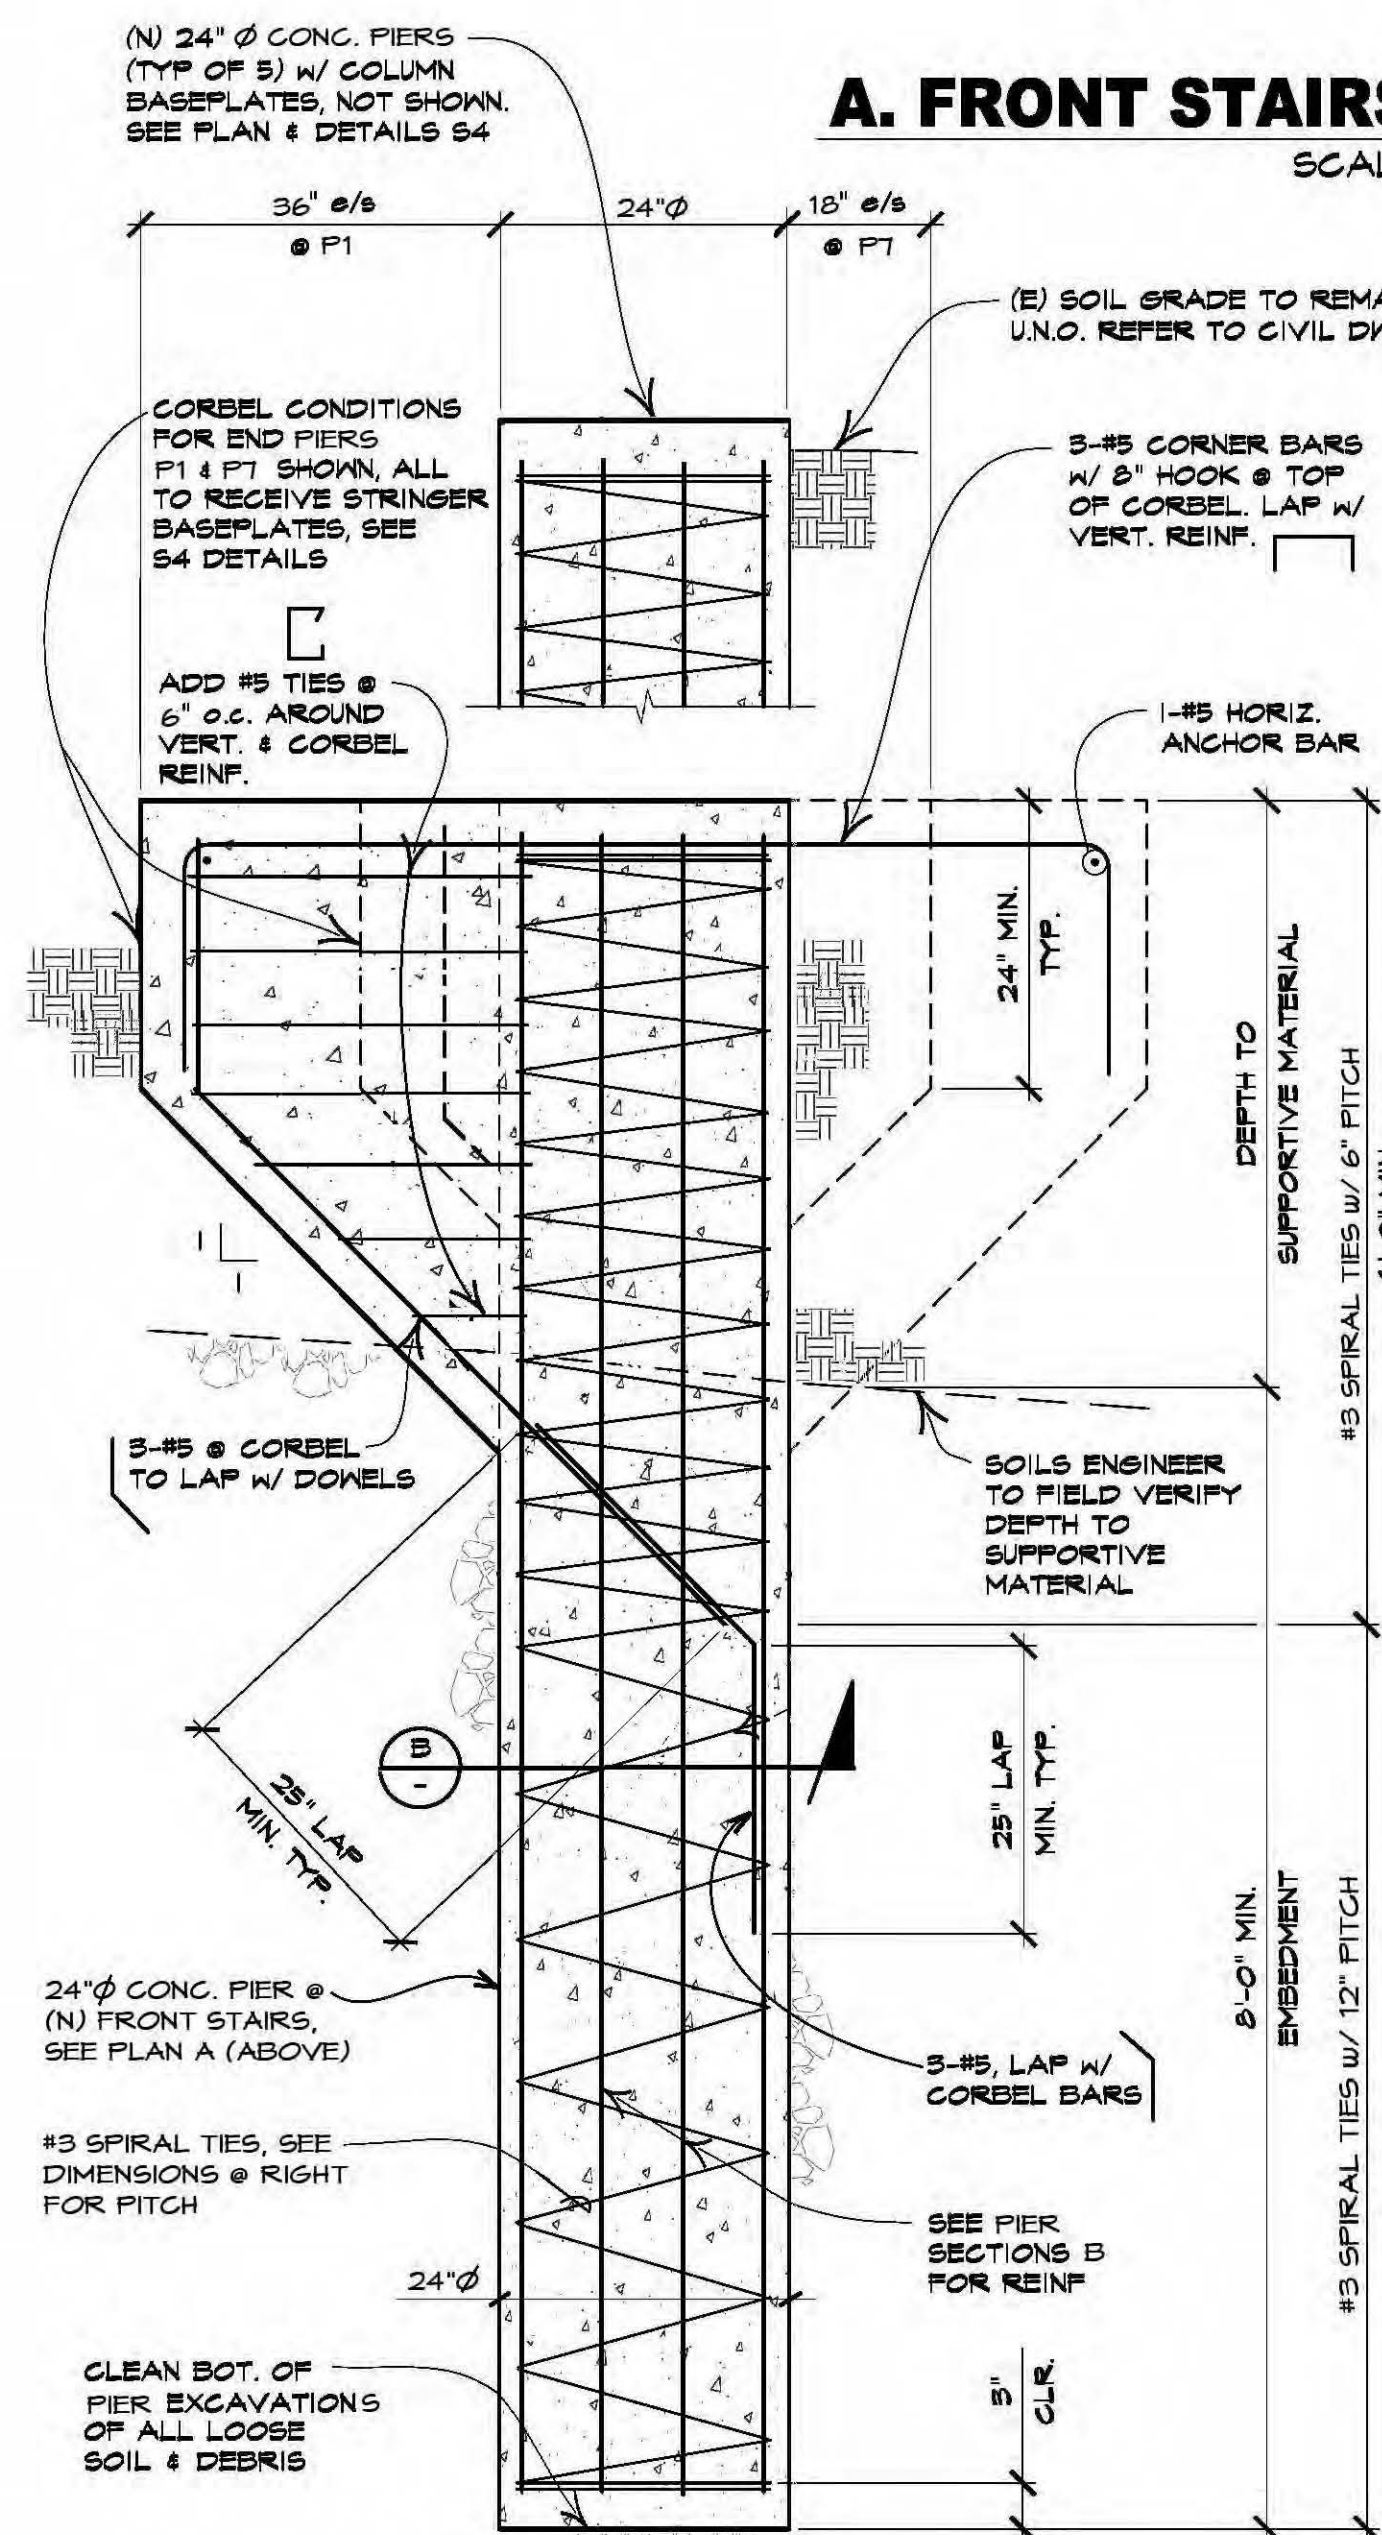 (N) 24" Ø CONC. PIERS
(TYP OF 5) W/ COLUMN
BASEPLATES, NOT SHOWN.
SEE PLAN & DETAILS S4
A. FRONT STAIRS
36" e/s
@ P1
24"Ø
18" e/s
@ P7
(E) SOIL GRADE TO
U.N.O. REFER TO CIVIL
CORBEL CONDITIONS
FOR END PIERS
P1 & P7 SHOWN, ALL
TO RECEIVE STRINGER
BASEPLATES, SEE
S4 DETAILS
3-#5 CORNER BARS
W/ 8" HOOK @ TOP
OF CORBEL. LAP W/
VERT. REINF.
ADD #5 TIES @
6" O.C. AROUND
VERT. & CORBEL
REINF.
1-#5 HORIZ.
ANCHOR BAR
24" MIN.
TYP.
DEPTH TO
SUPPORTIVE MATERIAL
#3 SPIRAL TIES W/ 6" PITCH
1
1
3-#5 @ CORBEL
TO LAP W/ DOWELS
SOILS ENGINEER
TO FIELD VERIFY
DEPTH TO
SUPPORTIVE
MATERIAL
25" LAP
MIN. TYP.
B
-
25" LAP
MIN. TYP.
8'-0" MIN.
EMBEDMENT
#3 SPIRAL TIES W/ 12" PITCH
24"Ø CONC. PIER @
(N) FRONT STAIRS,
SEE PLAN A (ABOVE)
3-#5, LAP W/
CORBEL BARS
#3 SPIRAL TIES, SEE
DIMENSIONS @ RIGHT
FOR PITCH
SEE PIER
SECTIONS B
FOR REINF
24"Ø
3"
CLR.
CLEAN BOT. OF
PIER EXCAVATIONS
OF ALL LOOSE
SOIL & DEBRIS